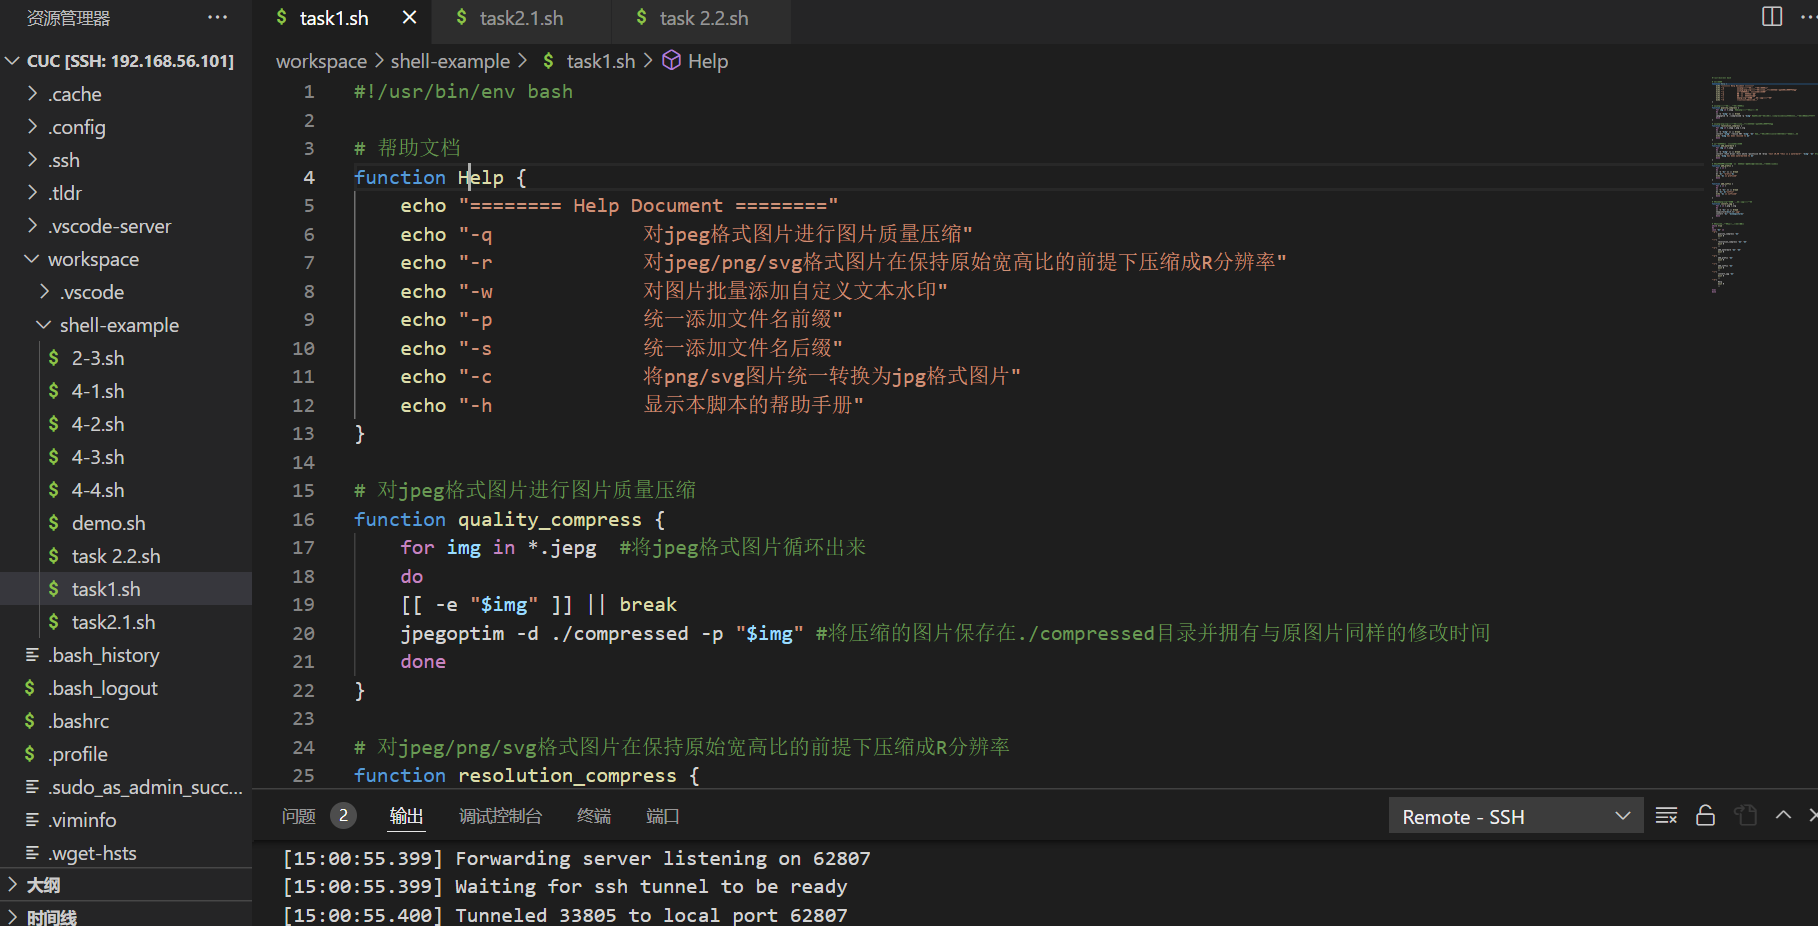 资源管理器 ···
CUC [SSH: 192.168.56.101]
.cache
.config
.ssh
.tldr
.vscode-server
workspace
.vscode
shell-example
$ 2-3.sh
$ 4-1.sh
$ 4-2.sh
$ 4-3.sh
$ 4-4.sh
$ demo.sh
$ task 2.2.sh
$ task1.sh
$ task2.1.sh
.bash_history
$ .bash_logout
$ .bashrc
$ .profile
.sudo_as_admin_succ...
.viminfo
.wget-hsts
大纲
时间线
$ task1.sh $ task2.1.sh $ task 2.2.sh
workspace > shell-example > $ task1.sh > Help
1 #!/usr/bin/env bash
2
3 # 帮助文档
4 function Help {
5 echo "======== Help Document ========"
6 echo "-q 对jpeg格式图片进行图片质量压缩"
7 echo "-r 对jpeg/png/svg格式图片在保持原始宽高比的前提下压缩成R分辨率"
8 echo "-w 对图片批量添加自定义文本水印"
9 echo "-p 统一添加文件名前缀"
10 echo "-s 统一添加文件名后缀"
11 echo "-c 将png/svg图片统一转换为jpg格式图片"
12 echo "-h 显示本脚本的帮助手册"
13 }
14
15 # 对jpeg格式图片进行图片质量压缩
16 function quality_compress {
17 for img in *.jepg #将jpeg格式图片循环出来
18 do
19 [[ -e "$img" ]] || break
20 jpegoptim -d ./compressed -p "$img" #将压缩的图片保存在./compressed目录并拥有与原图片同样的修改时间
21 done
22 }
23
24 # 对jpeg/png/svg格式图片在保持原始宽高比的前提下压缩成R分辨率
25 function resolution_compress {
问题 2 输出 调试控制台 终端 端口 Remote - SSH
[15:00:55.399] Forwarding server listening on 62807
[15:00:55.399] Waiting for ssh tunnel to be ready
[15:00:55.400] Tunneled 33805 to local port 62807